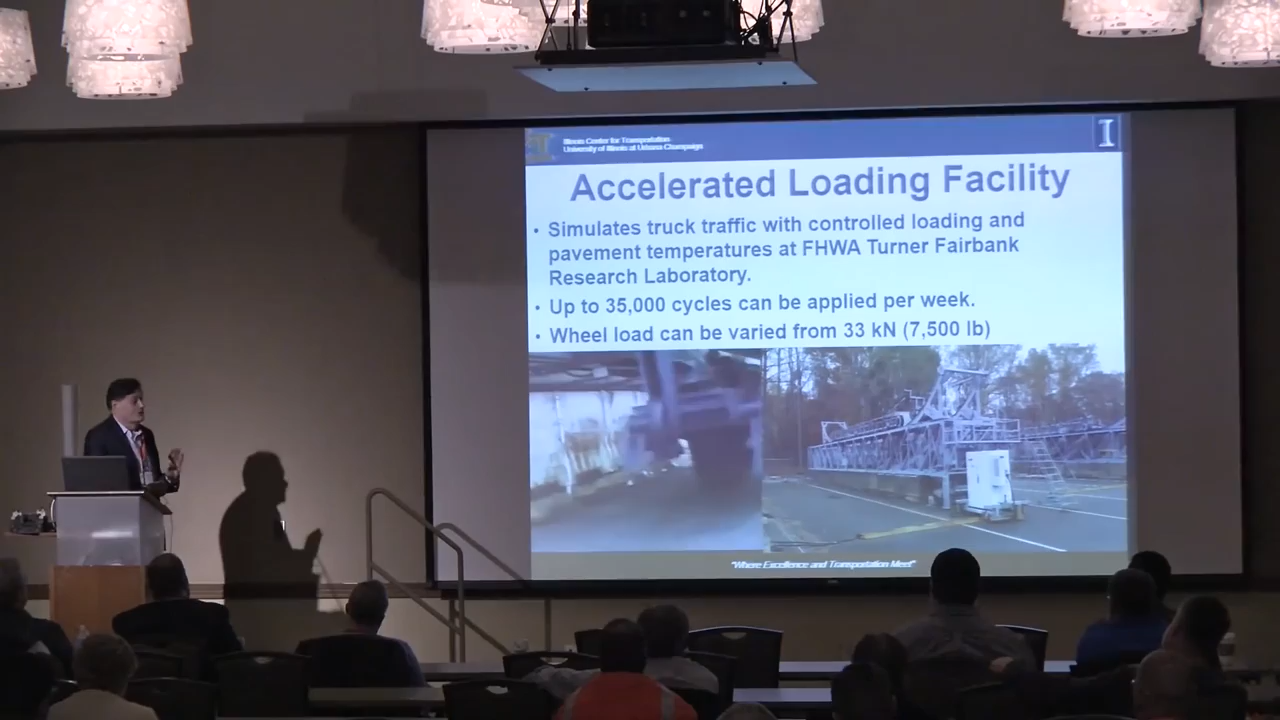 Illinois Center for Transportation
University of Illinois at Urbana Champaign
I
Accelerated Loading Facility
• Simulates truck traffic with controlled loading and
pavement temperatures at FHWA Turner Fairbank
Research Laboratory.
• Up to 35,000 cycles can be applied per week.
• Wheel load can be varied from 33 kN (7,500 lb)
"Where Excellence and Transportation Meet"